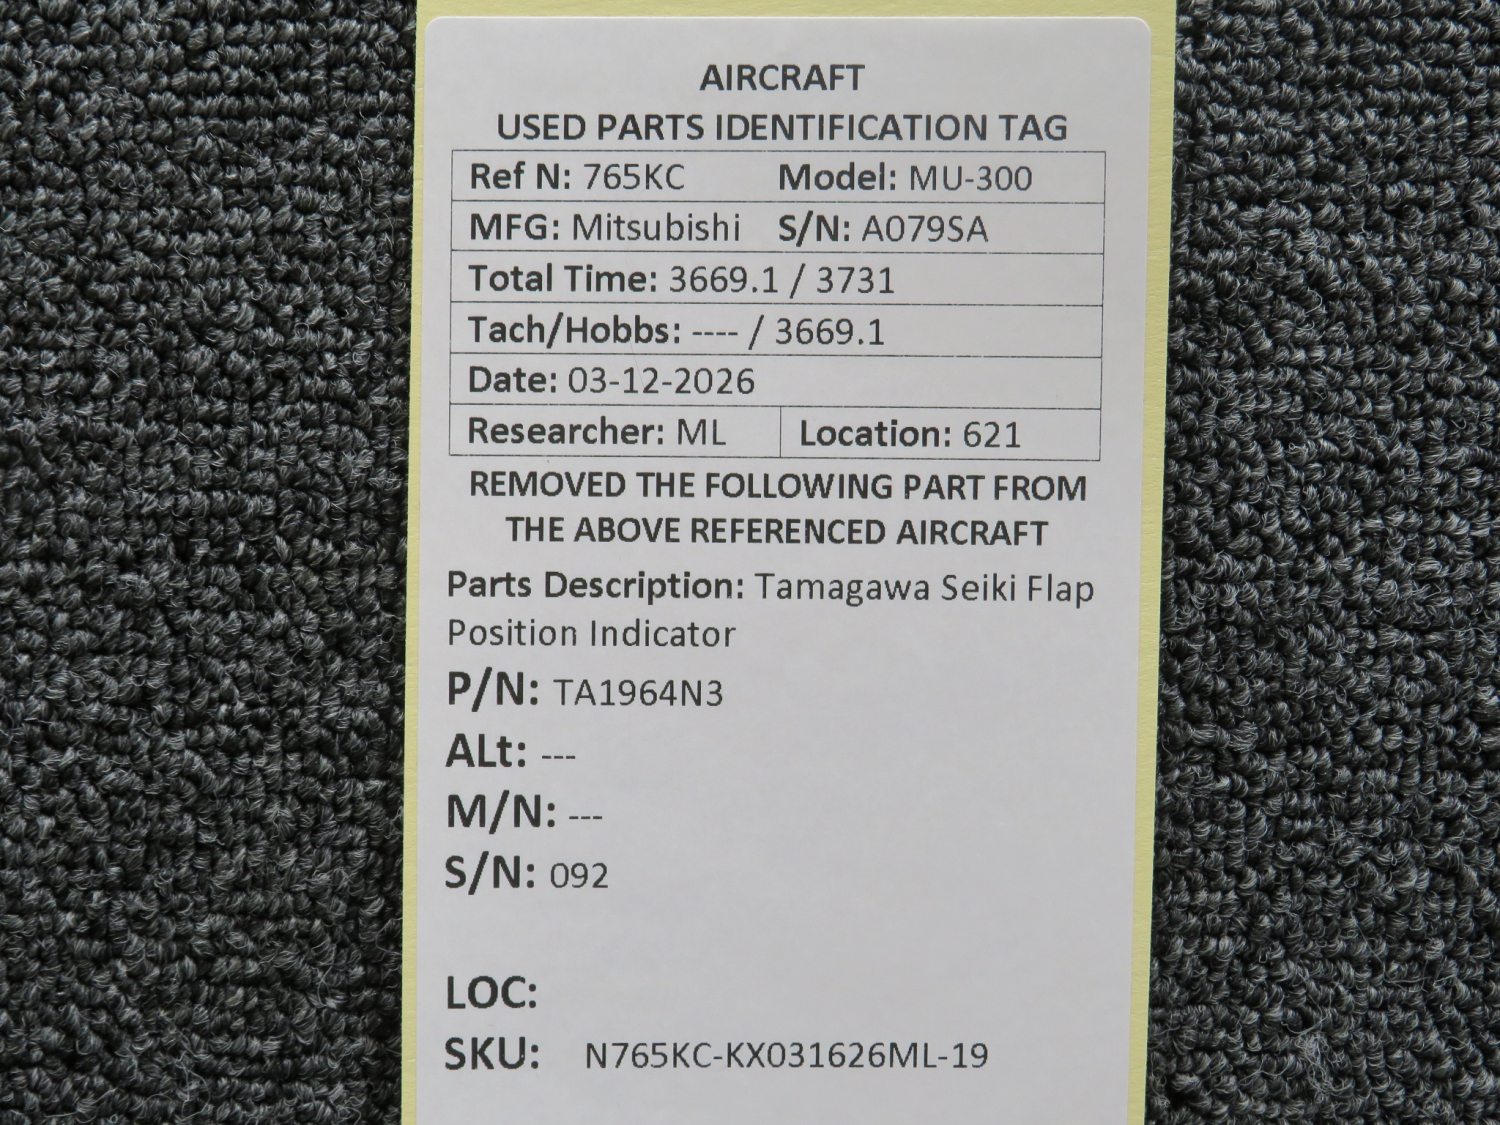 AIRCRAFT
USED PARTS IDENTIFICATION TAG
Ref N: 765KC Model: MU-300
MFG: Mitsubishi S/N: A079SA
Total Time: 3669.1 / 3731
Tach/Hobbs: ---- / 3669.1
Date: 03-12-2026
Researcher: ML Location: 621
REMOVED THE FOLLOWING PART FROM
THE ABOVE REFERENCED AIRCRAFT
Parts Description: Tamagawa Seiki Flap
Position Indicator
P/N: TA1964N3
ALt: ---
M/N: ---
S/N: 092
LOC:
SKU: N765KC-KX031626ML-19